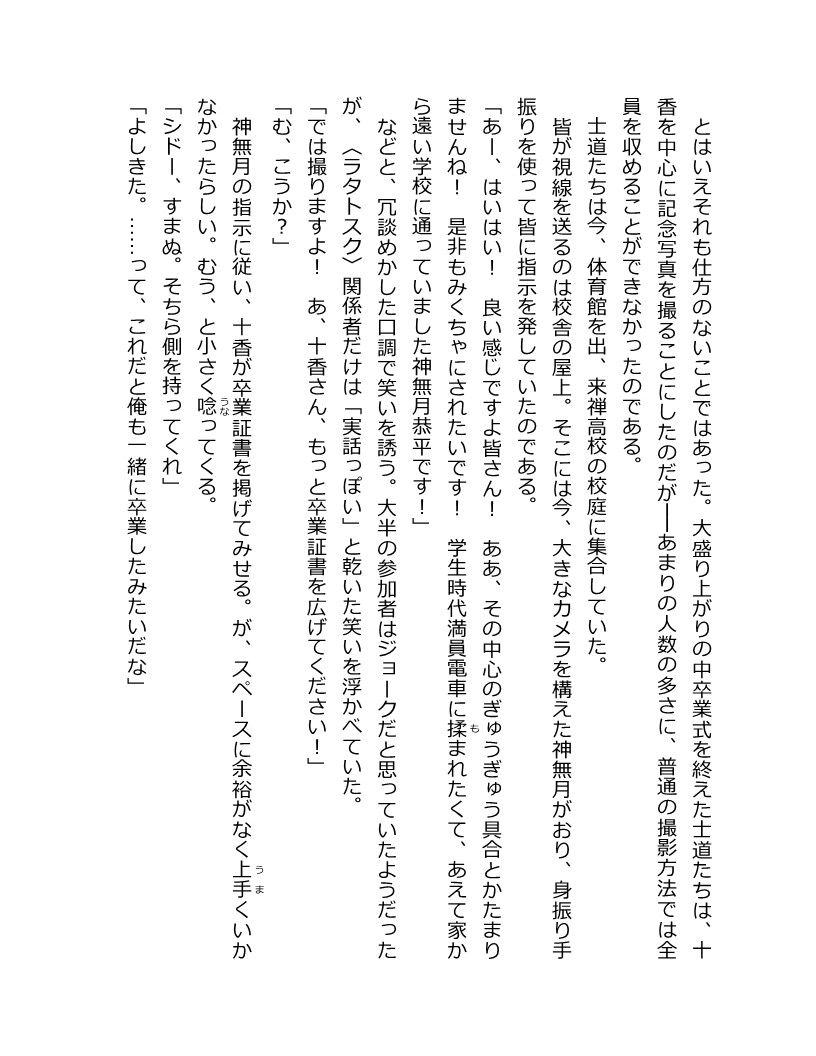 とはいえそれも仕方のないことではあった。大盛り上がりの中卒業式を終えた士道たちは、十
香を中心に記念写真を撮ることにしたのだが――あまりの人数の多さに、普通の撮影方法では全
員を収めることができなかったのである。
　士道たちは今、体育館を出、来禅高校の校庭に集合していた。
　皆が視線を送るのは校舎の屋上。そこには今、大きなカメラを構えた神無月がおり、身振り手
振りを使って皆に指示を発していたのである。
「あー、はいはい！　良い感じですよ皆さん！　ああ、その中心のぎゅうぎゅう具合とかたまり
ませんね！　是非もみくちゃにされたいです！　学生時代満員電車に揉まれたくて、あえて家か
ら遠い学校に通っていました神無月恭平です！」
　などと、冗談めかした口調で笑いを誘う。大半の参加者はジョークだと思っていたようだった
が、〈ラタトスク〉関係者だけは「実話っぽい」と乾いた笑いを浮かべていた。
「では撮りますよ！　あ、十香さん、もっと卒業証書を広げてください！」
「む、こうか？」
　神無月の指示に従い、十香が卒業証書を掲げてみせる。が、スペースに余裕がなく上手くいか
なかったらしい。むう、と小さく唸ってくる。
「シドー、すまぬ。そちら側を持ってくれ」
「よしきた。……って、これだと俺も一緒に卒業したみたいだな」